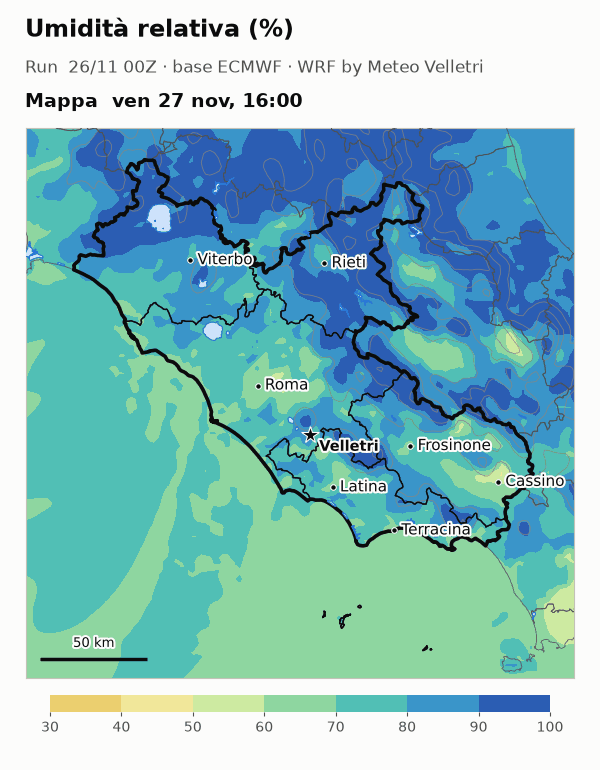 Umidità relativa (%)
Run  26/11 00Z · base ECMWF · WRF by Meteo Velletri
Mappa  ven 27 nov, 16:00
Viterbo
Rieti
Roma
Velletri
Frosinone
Cassino
Latina
Terracina
50 km
30 40 50 60 70 80 90 100